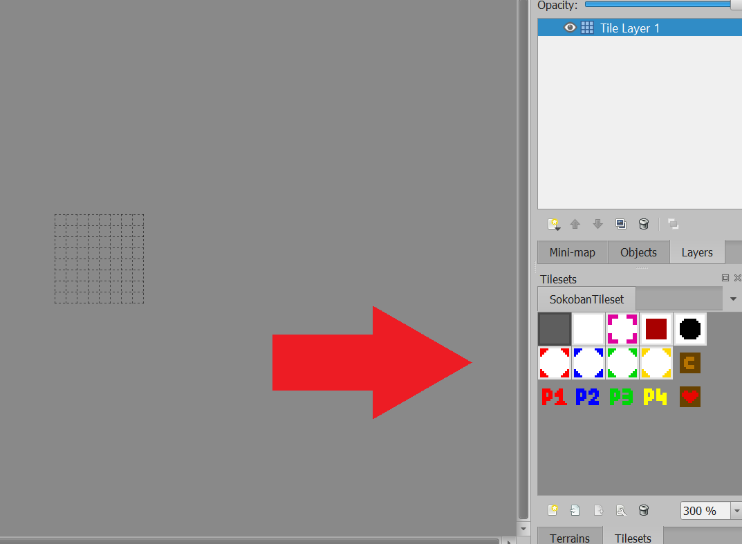 Opacity:
Tile Layer 1
Mini-map Objects Layers
Tilesets
SokobanTileset
C
P1 P2 P3 P4
300 %
Terrains Tilesets